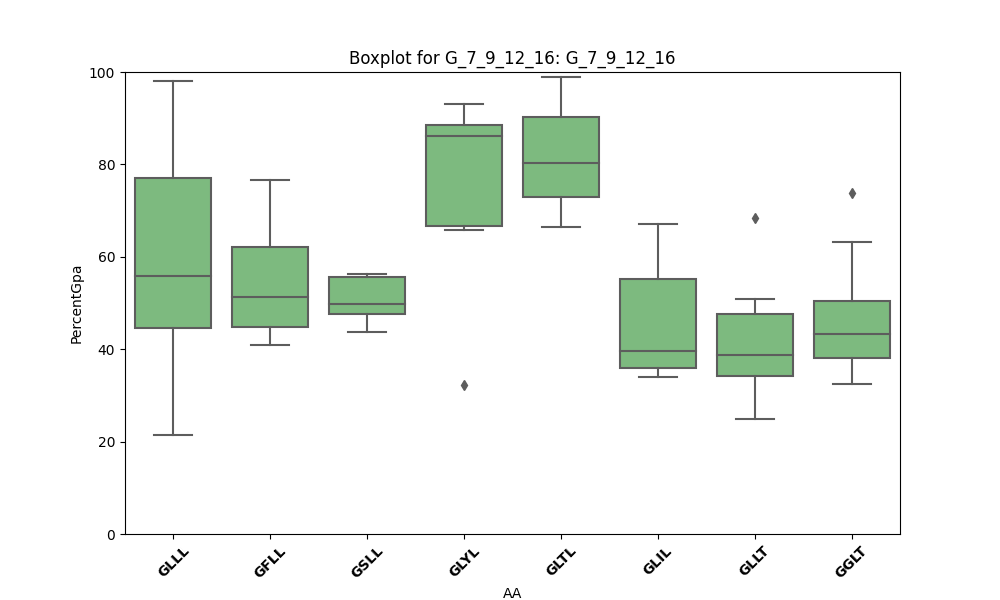 Boxplot for G_7_9_12_16: G_7_9_12_16
100
80
60
40
20
0
PercentGpa
GLLL
GFLL
GSLL
GLYL
GLTL
GLIL
GLLT
GGLT
AA